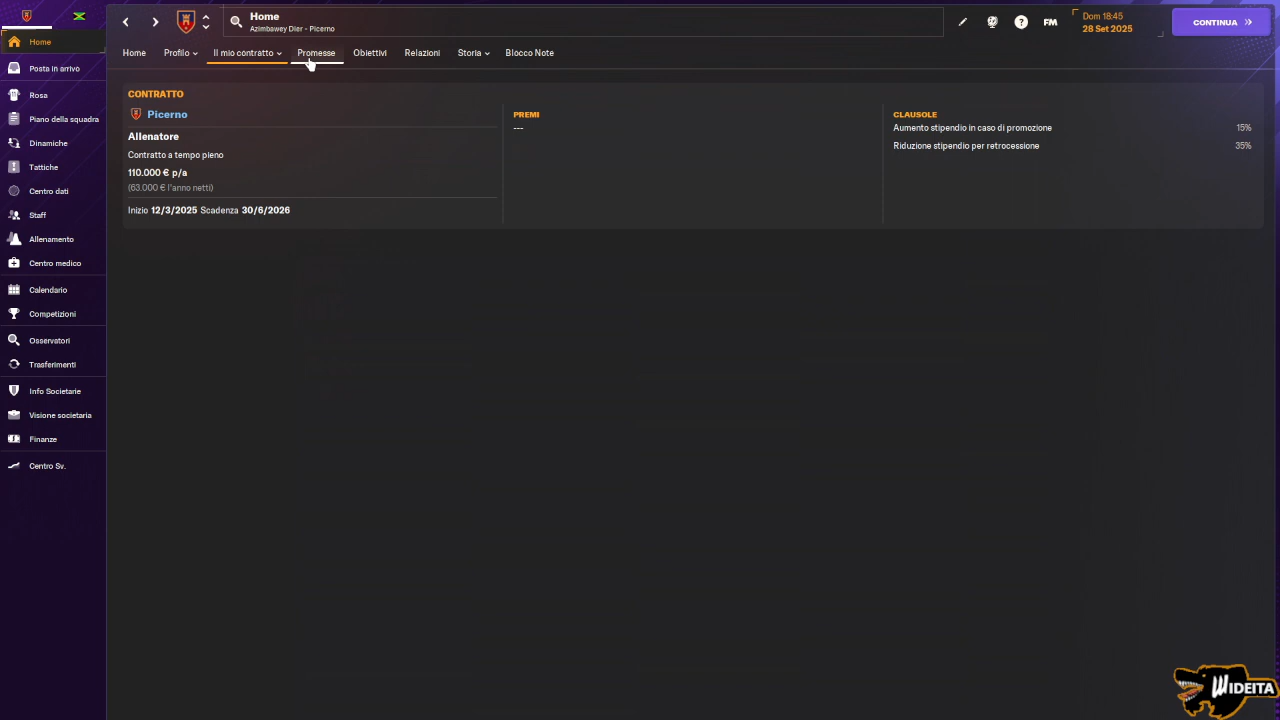 Home
Azimbawey Dier - Picerno
FM
Dom 18:45
28 Set 2025
CONTINUA
Home
Profilo
Il mio contratto
Promesse
Obiettivi
Relazioni
Storia
Blocco Note
Home
Posta in arrivo
Rosa
Piano della squadra
Dinamiche
Tattiche
Centro dati
Staff
Allenamento
Centro medico
Calendario
Competizioni
Osservatori
Trasferimenti
Info Societarie
Visione societaria
Finanze
Centro Sv.
CONTRATTO
Picerno
Allenatore
Contratto a tempo pieno
110.000 € p/a
(63.000 € l'anno netti)
Inizio 12/3/2025 Scadenza 30/6/2026
PREMI
---
CLAUSOLE
Aumento stipendio in caso di promozione 15%
Riduzione stipendio per retrocessione 35%
WIDEITA